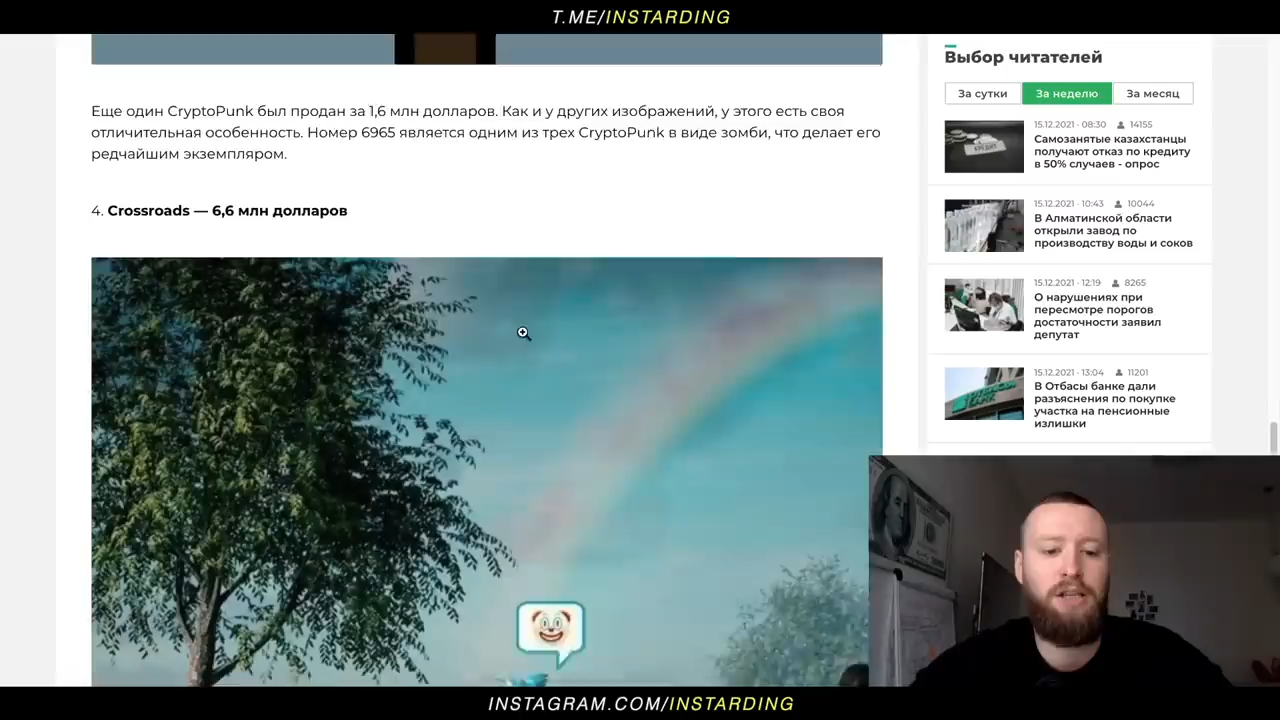 T.ME/INSTARDING
Еще один CryptoPunk был продан за 1,6 млн долларов. Как и у других изображений, у этого есть своя
отличительная особенность. Номер 6965 является одним из трех CryptoPunk в виде зомби, что делает его
редчайшим экземпляром.
4. Crossroads — 6,6 млн долларов
Выбор читателей
За сутки
За неделю
За месяц
15.12.2021 · 08:30 14155
Самозанятые казахстанцы
получают отказ по кредиту
в 50% случаев - опрос
15.12.2021 · 10:43 10044
В Алматинской области
открыли завод по
производству воды и соков
15.12.2021 · 12:19 8265
О нарушениях при
пересмотре порогов
достаточности заявил
депутат
15.12.2021 · 13:04 11201
В Отбасы банке дали
разъяснения по покупке
участка на пенсионные
излишки
INSTAGRAM.COM/INSTARDING